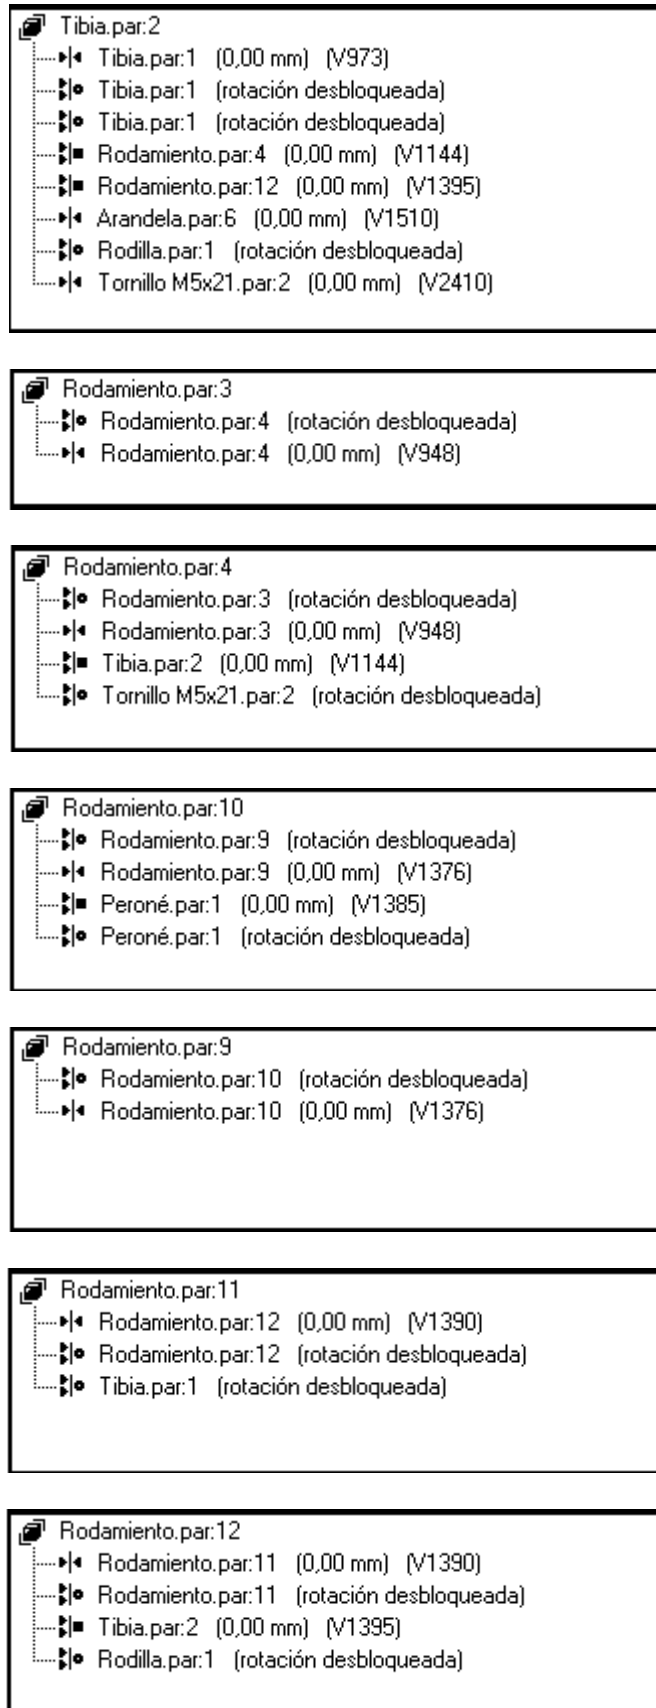 Tibia.par:2
Tibia.par:1 (0,00 mm) (V973)
Tibia.par:1 (rotación desbloqueada)
Tibia.par:1 (rotación desbloqueada)
Rodamiento.par:4 (0,00 mm) (V1144)
Rodamiento.par:12 (0,00 mm) (V1395)
Arandela.par:6 (0,00 mm) (V1510)
Rodilla.par:1 (rotación desbloqueada)
Tornillo M5x21.par:2 (0,00 mm) (V2410)
Rodamiento.par:3
Rodamiento.par:4 (rotación desbloqueada)
Rodamiento.par:4 (0,00 mm) (V948)
Rodamiento.par:4
Rodamiento.par:3 (rotación desbloqueada)
Rodamiento.par:3 (0,00 mm) (V948)
Tibia.par:2 (0,00 mm) (V1144)
Tornillo M5x21.par:2 (rotación desbloqueada)
Rodamiento.par:10
Rodamiento.par:9 (rotación desbloqueada)
Rodamiento.par:9 (0,00 mm) (V1376)
Peroné.par:1 (0,00 mm) (V1385)
Peroné.par:1 (rotación desbloqueada)
Rodamiento.par:9
Rodamiento.par:10 (rotación desbloqueada)
Rodamiento.par:10 (0,00 mm) (V1376)
Rodamiento.par:11
Rodamiento.par:12 (0,00 mm) (V1390)
Rodamiento.par:12 (rotación desbloqueada)
Tibia.par:1 (rotación desbloqueada)
Rodamiento.par:12
Rodamiento.par:11 (0,00 mm) (V1390)
Rodamiento.par:11 (rotación desbloqueada)
Tibia.par:2 (0,00 mm) (V1395)
Rodilla.par:1 (rotación desbloqueada)